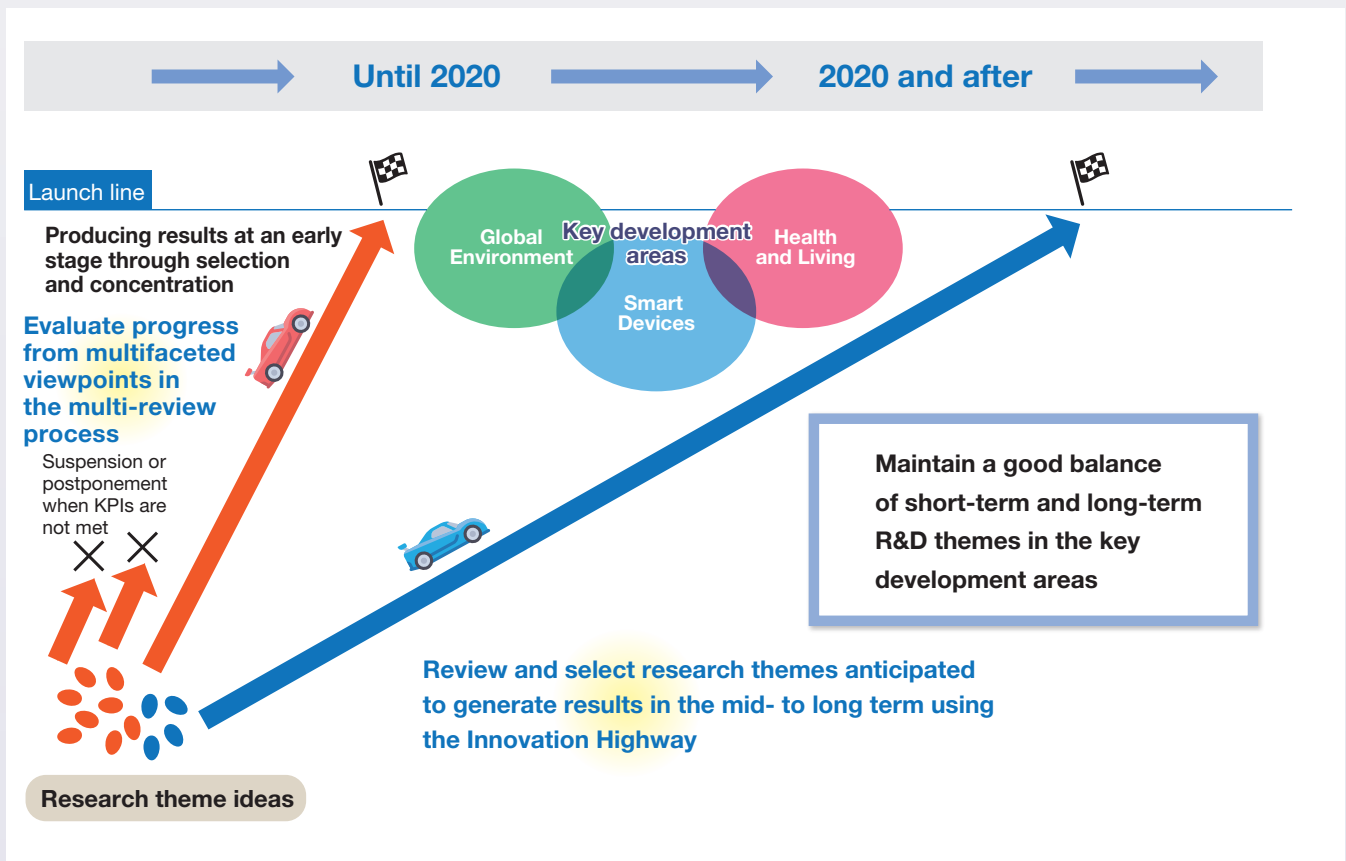 Until 2020
2020 and after
Launch line
Producing results at an early
stage through selection
and concentration
Evaluate progress
from multifaceted
viewpoints in
the multi-review
process
Suspension or
postponement
when KPIs are
not met
Global
Environment
Key development
areas
Smart
Devices
Health
and Living
Maintain a good balance
of short-term and long-term
R&D themes in the key
development areas
Review and select research themes anticipated
to generate results in the mid- to long term using
the Innovation Highway
Research theme ideas